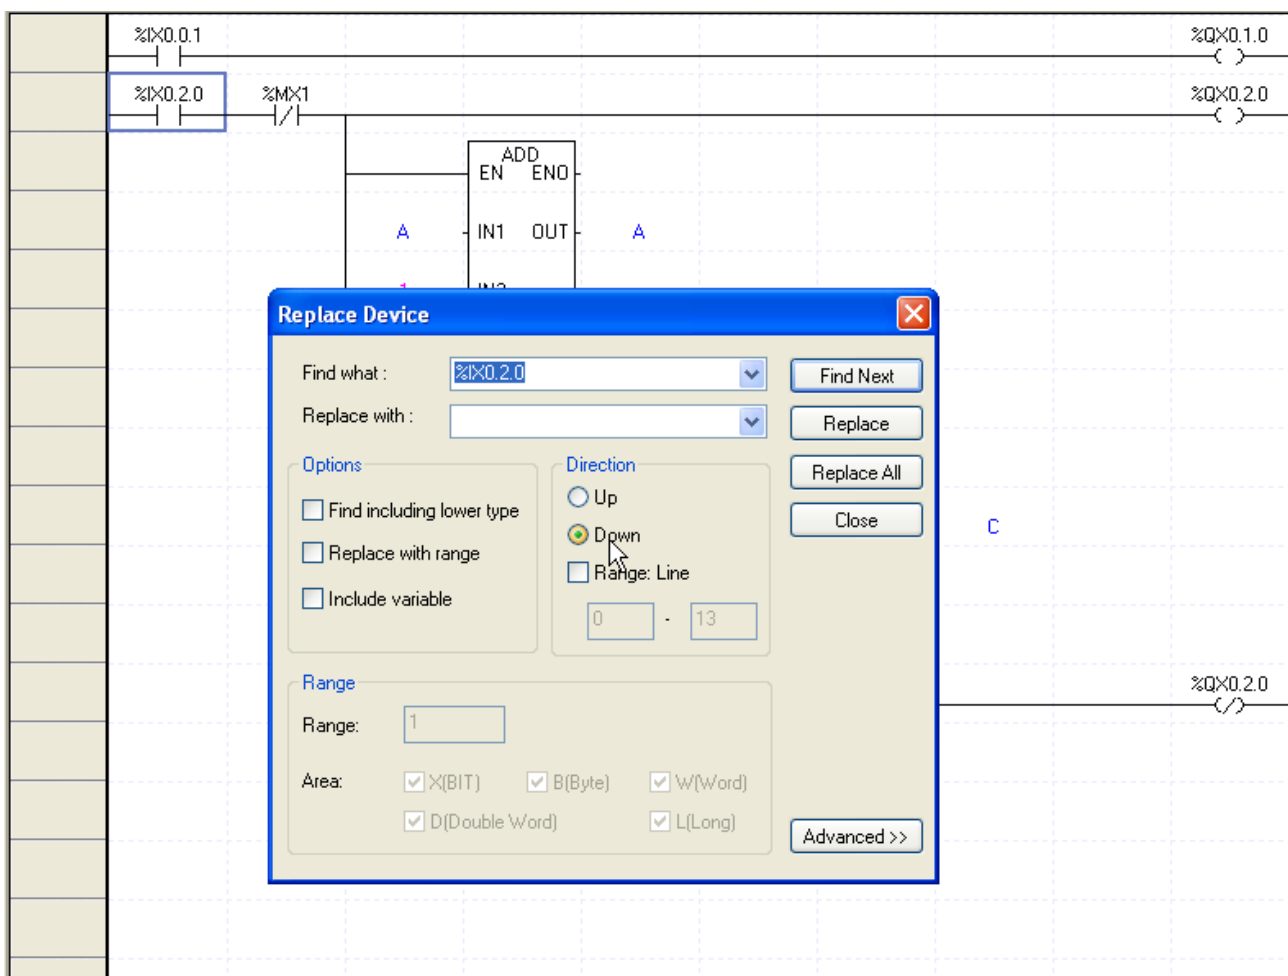 %IX0.0.1 %QX0.1.0
%IX0.2.0 %MX1 %QX0.2.0
ADD
EN ENO
A IN1 OUT A
Replace Device
Find what : %IX0.2.0 Find Next
Replace with : Replace
Options Direction Replace All
Up
Find including lower type Close
Down C
Replace with range
Range: Line
Include variable
0 - 13
Range %QX0.2.0
Range: 1
Area: X(BIT) B(Byte) W(Word)
D(Double Word) L(Long)
Advanced >>